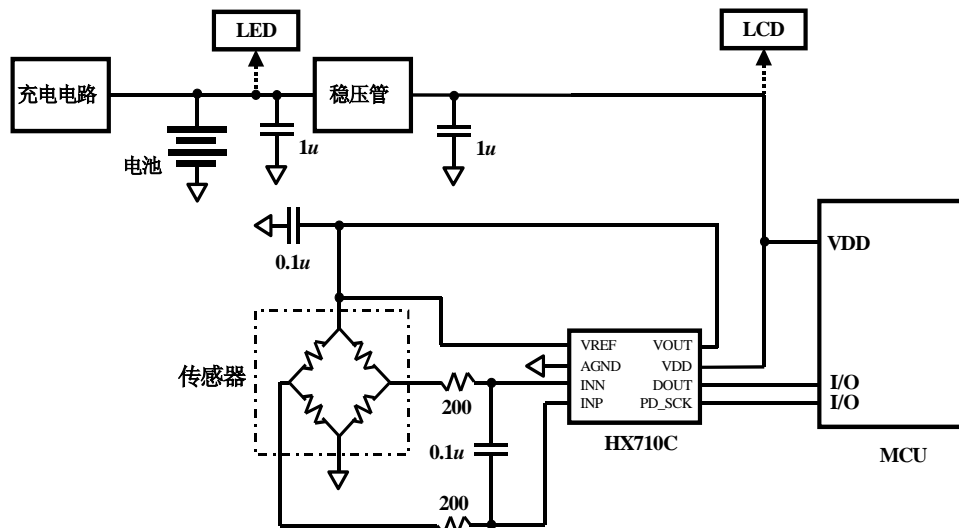 LED
LCD
充电电路
稳压管
1u
1u
电池
VDD
0.1u
VREF
VOUT
AGND
VDD
传感器
INN
DOUT
I/O
INP
PD_SCK
I/O
200
HX710C
0.1u
MCU
200